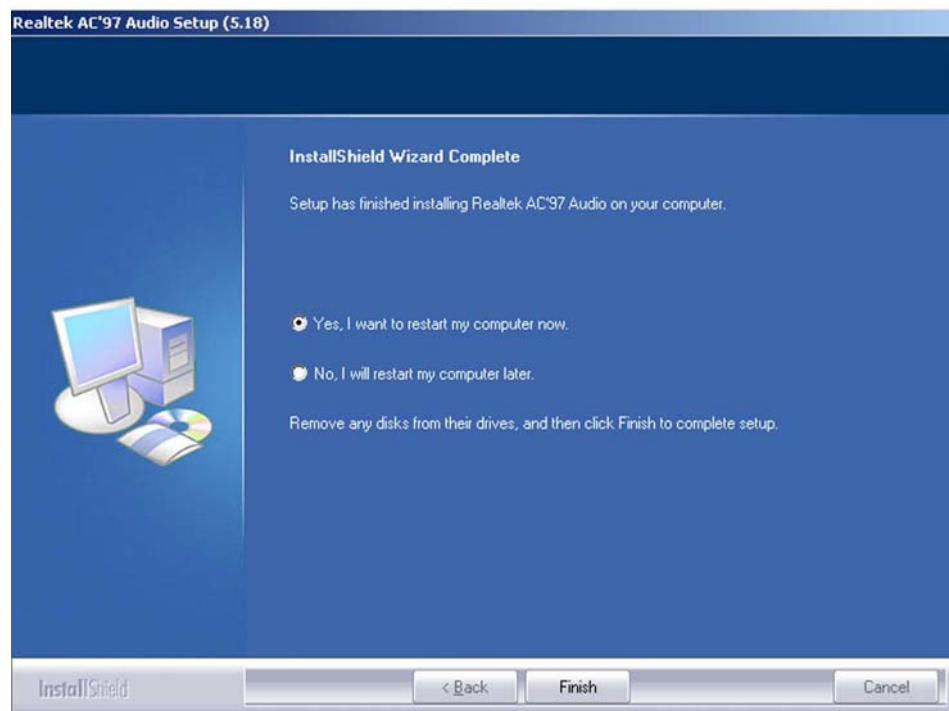 Realtek AC'97 Audio Setup (5.18)
InstallShield Wizard Complete
Setup has finished installing Realtek AC'97 Audio on your computer.
Yes, I want to restart my computer now.
No, I will restart my computer later.
Remove any disks from their drives, and then click Finish to complete setup.
InstallShield
< Back
Finish
Cancel